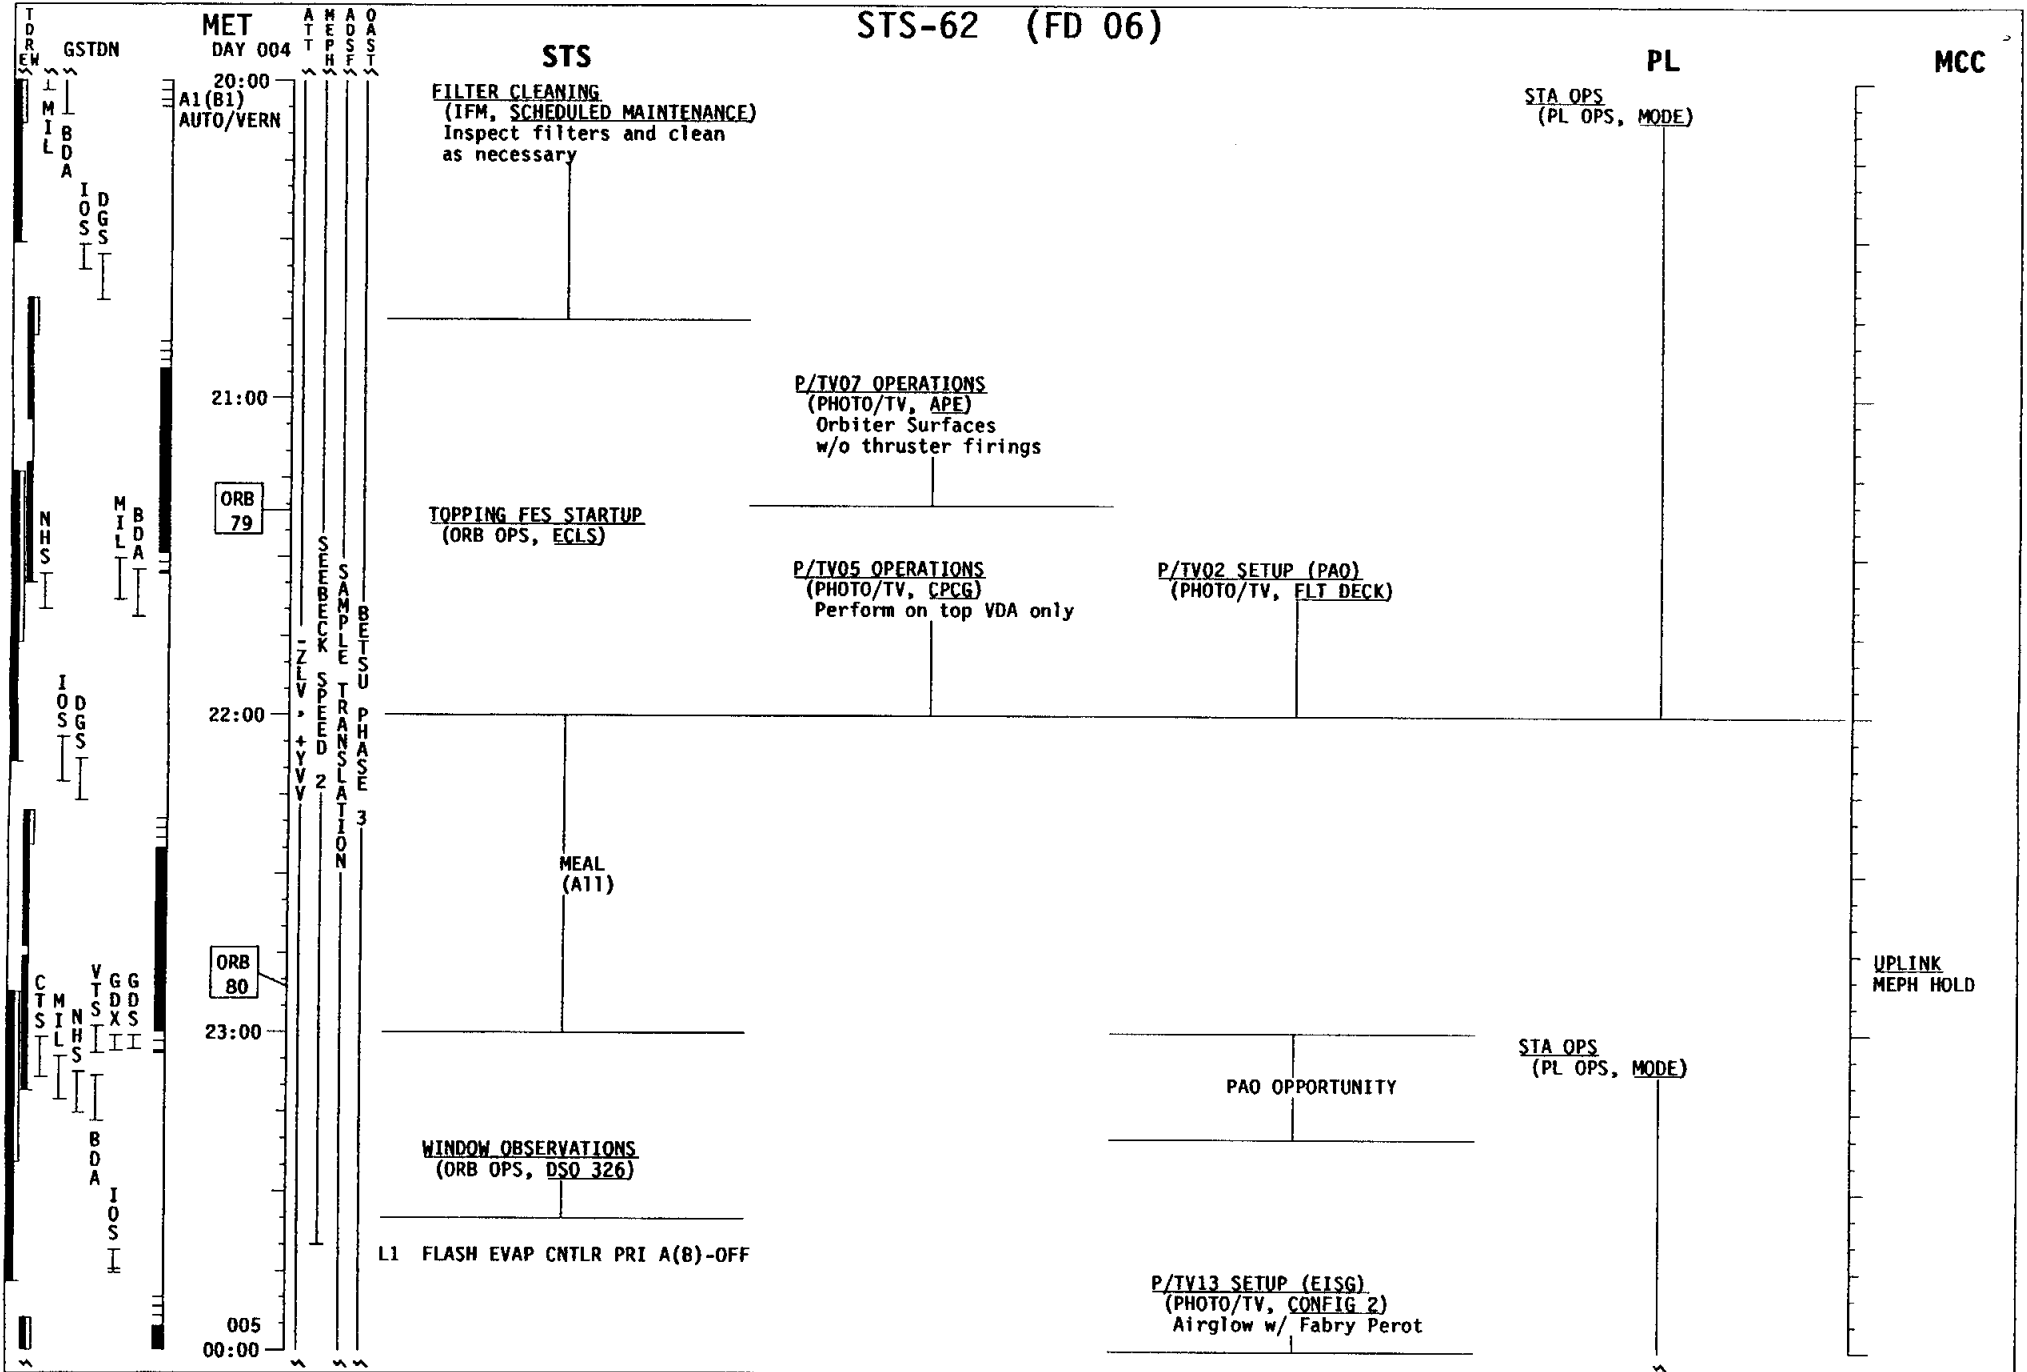 STS-62 (FD 06)
TDRE W
GSTDN
MET
DAY 004
ATT
MEPH
ADSF
OAST
STS
PL
MCC
20:00
A1(B1)
AUTO/VERN
MIL
BDA
IOS
DGS
FILTER CLEANING
(IFM, SCHEDULED MAINTENANCE)
Inspect filters and clean
as necessary
STA OPS
(PL OPS, MODE)
21:00
P/TV07 OPERATIONS
(PHOTO/TV, APE)
Orbiter Surfaces
w/o thruster firings
ORB
79
NHS
MIL
BDA
TOPPING FES STARTUP
(ORB OPS, ECLS)
P/TV05 OPERATIONS
(PHOTO/TV, CPCG)
Perform on top VDA only
P/TV02 SETUP (PAO)
(PHOTO/TV, FLT DECK)
-ZLV, +YVV
SEEBECK SPEED 2
SAMPLE TRANSLATION
BETSU PHASE 3
IOS
DGS
22:00
MEAL
(All)
ORB
80
CTS
MIL
NHS
VTS
GDX
GDS
UPLINK
MEPH HOLD
23:00
PAO OPPORTUNITY
STA OPS
(PL OPS, MODE)
BDA
IOS
WINDOW OBSERVATIONS
(ORB OPS, DSO 326)
L1 FLASH EVAP CNTLR PRI A(B)-OFF
P/TV13 SETUP (EISG)
(PHOTO/TV, CONFIG 2)
Airglow w/ Fabry Perot
005
00:00